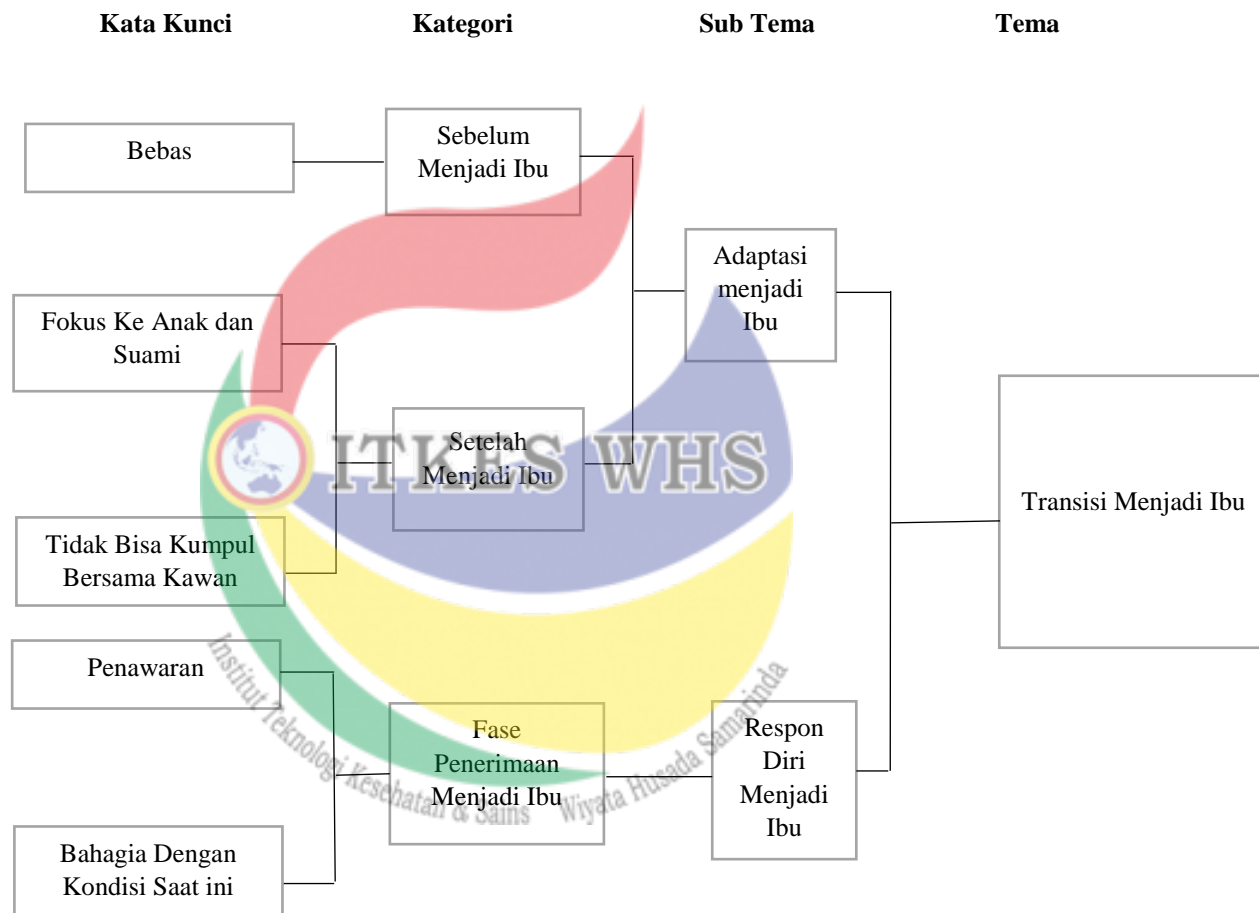 Kata Kunci Kategori Sub Tema Tema
Bebas
Sebelum
Menjadi Ibu
Adaptasi
menjadi
Ibu
Fokus Ke Anak dan
Suami
Setelah
Menjadi Ibu
ITKES WHS
Transisi Menjadi Ibu
Tidak Bisa Kumpul
Bersama Kawan
Penawaran
Fase
Penerimaan
Menjadi Ibu
Respon
Diri
Menjadi
Ibu
Institut Teknologi Kesehatan & Sains Wiyata Husada Samarinda
Bahagia Dengan
Kondisi Saat ini